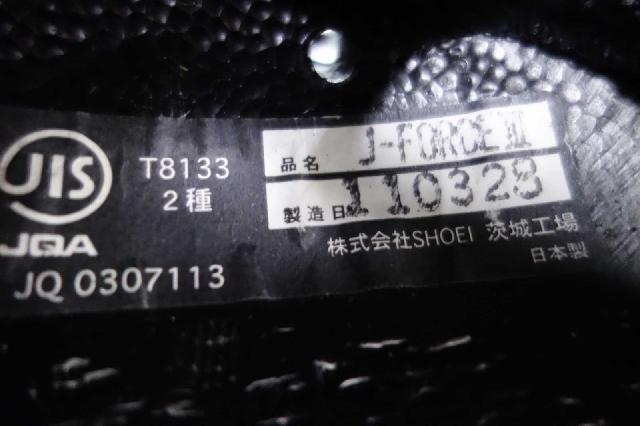 JIS
JQA
JQ 0307113
T8133
2種
品名 J-FORCE III
製造日 110328
株式会社SHOEI 茨城工場
日本製